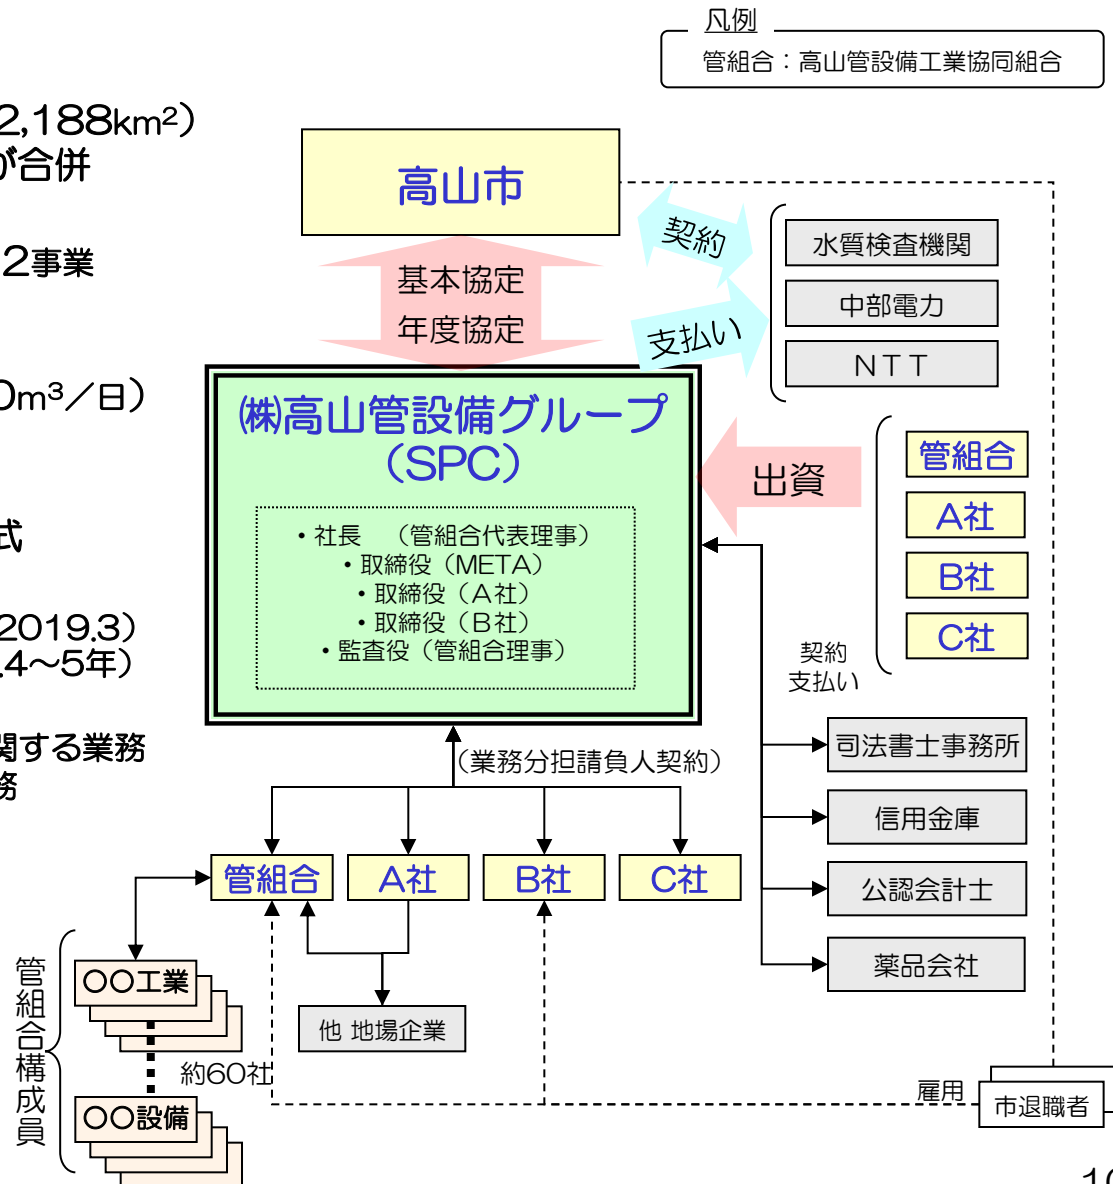 凡例
管組合：高山管設備工業協同組合
2,188km²）
が合併
2事業
0m³／日）
式
2019.3）
.4～5年）
関する業務
務
高山市
契約
水質検査機関
中部電力
ＮＴＴ
基本協定
年度協定
支払い
㈱高山管設備グループ
（SPC）
・社長　（管組合代表理事）
・取締役（META）
・取締役（A社）
・取締役（B社）
・監査役（管組合理事）
出資
管組合
A社
B社
C社
契約
支払い
司法書士事務所
信用金庫
公認会計士
薬品会社
（業務分担請負人契約）
管組合
A社
B社
C社
管組合構成員
〇〇工業
約60社
〇〇設備
他 地場企業
雇用
市退職者